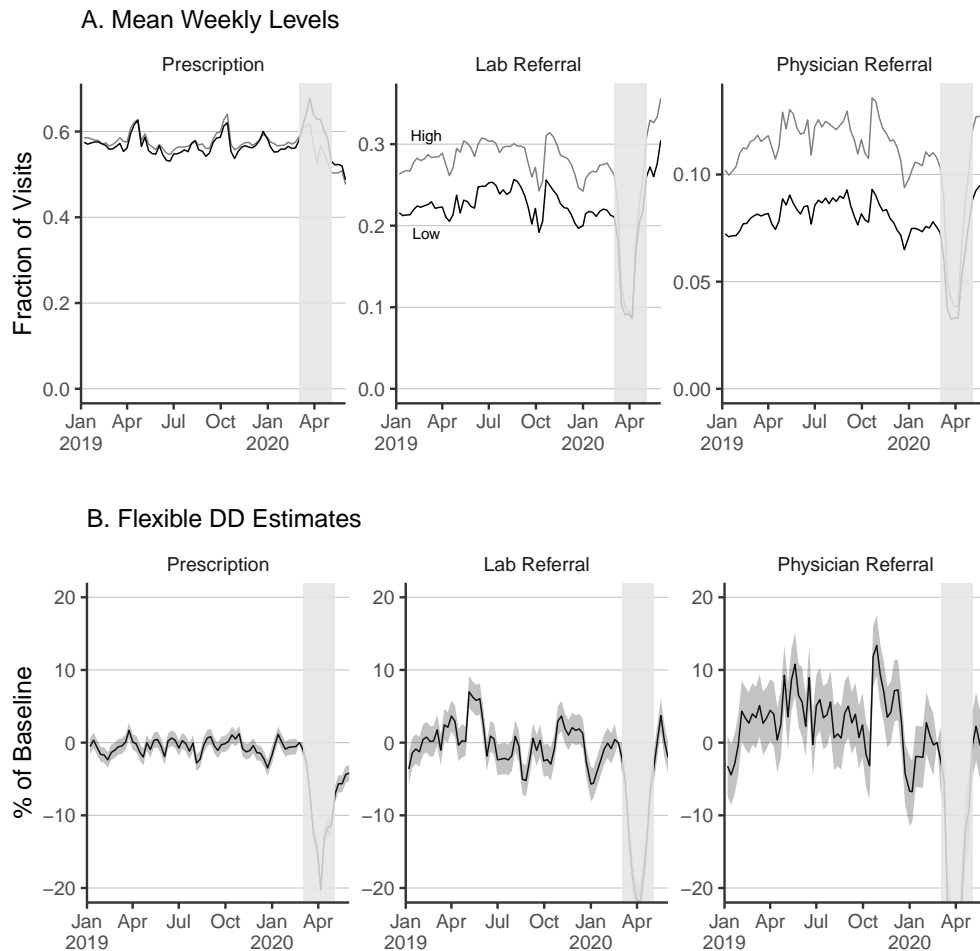 A. Mean Weekly Levels
Prescription
Lab Referral
Physician Referral
Fraction of Visits
0.6
0.4
0.2
0.0
Jan Apr Jul Oct Jan Apr
2019 2020
0.3
0.2
0.1
0.0
High
Low
Jan Apr Jul Oct Jan Apr
2019 2020
0.10
0.05
0.00
Jan Apr Jul Oct Jan Apr
2019 2020
B. Flexible DD Estimates
Prescription
Lab Referral
Physician Referral
% of Baseline
20
10
0
−10
−20
Jan Apr Jul Oct Jan Apr
2019 2020
20
10
0
−10
−20
Jan Apr Jul Oct Jan Apr
2019 2020
20
10
0
−10
−20
Jan Apr Jul Oct Jan Apr
2019 2020